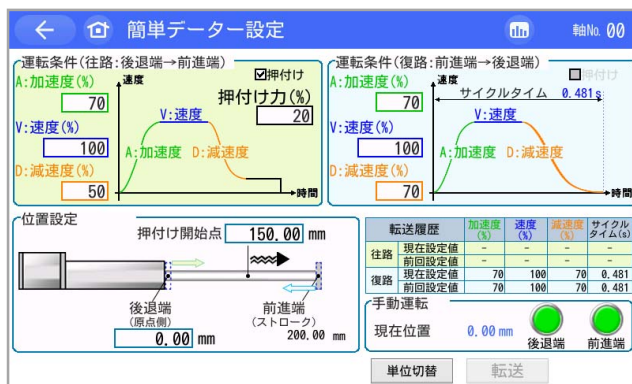 簡単データー設定
軸No. 00
運転条件(往路:後退端→前進端)
A:加速度(%)
70
V:速度(%)
100
D:減速度(%)
50
速度
押付け
押付け力(%)
20
V:速度
A:加速度 D:減速度
時間
運転条件(復路:前進端→後退端)
A:加速度(%)
70
V:速度(%)
100
D:減速度(%)
70
速度
押付け
サイクルタイム 0.481s
V:速度
A:加速度 D:減速度
時間
位置設定
押付け開始点 150.00 mm
後退端
(原点側)
0.00 mm
前進端
(ストローク)
200.00 mm
転送履歴 加速度(%) 速度(%) 減速度(%) サイクルタイム(s)
往路 現在設定値 - - - -
前回設定値 - - - -
復路 現在設定値 70 100 70 0.481
前回設定値 70 100 70 0.481
手動運転
現在位置 0.00 mm
後退端 前進端
単位切替 転送